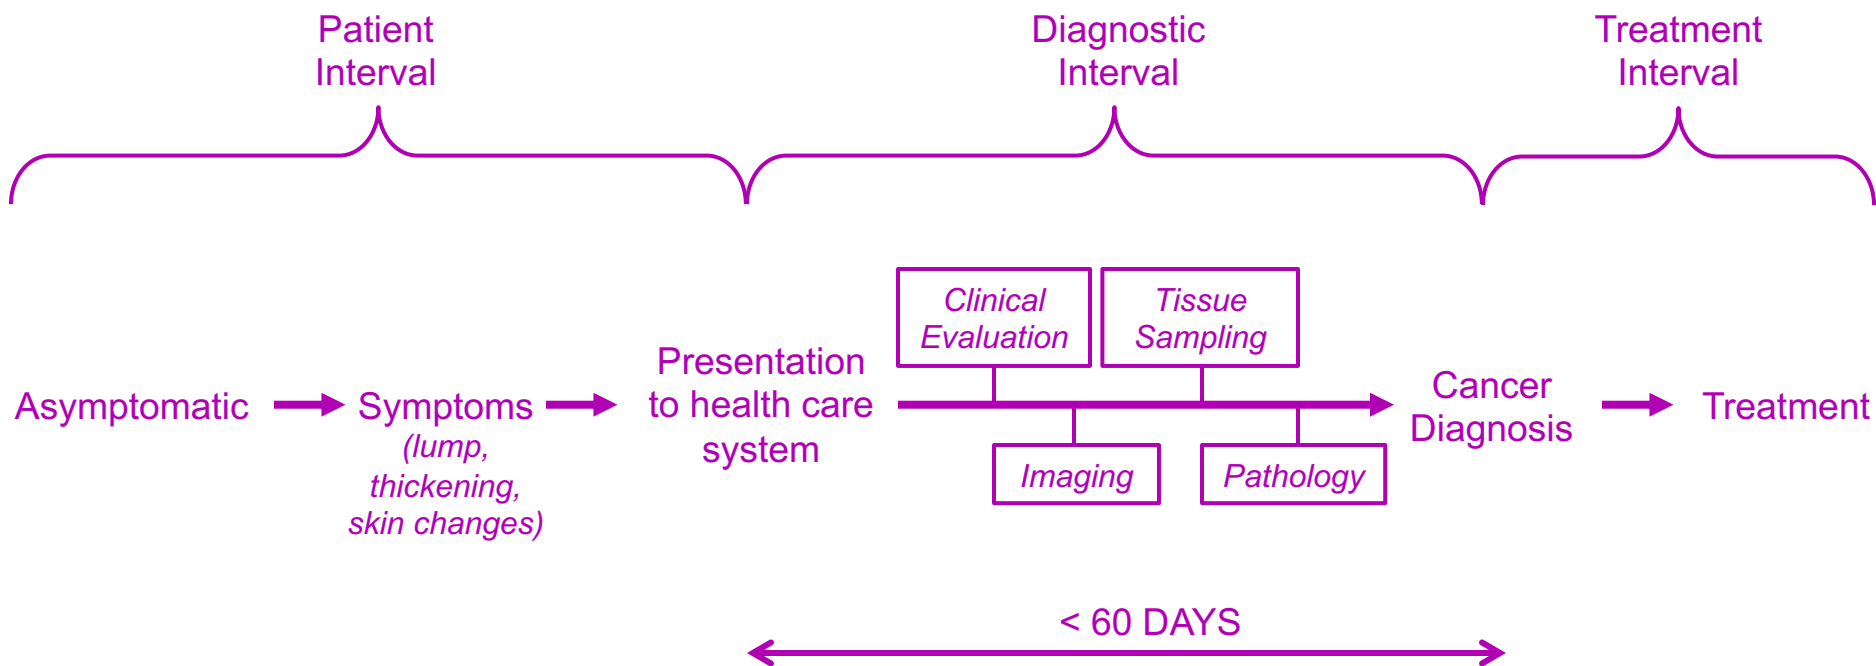 Patient
Interval
Diagnostic
Interval
Treatment
Interval
Asymptomatic
Symptoms
(lump,
thickening,
skin changes)
Presentation
to health care
system
Clinical
Evaluation
Tissue
Sampling
Imaging
Pathology
Cancer
Diagnosis
Treatment
< 60 DAYS